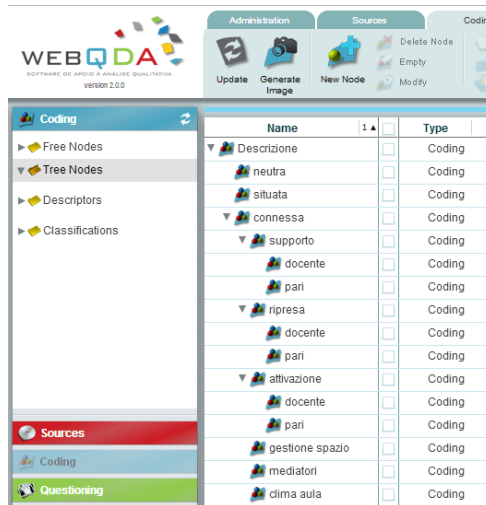 Administration
Sources
WEBQDA
SOFTWARE DE APOIO À ANÁLISE QUALITATIVA
version 2.0.0
Update
Generate Image
New Node
Delete Node
Empty
Modify
Coding
Free Nodes
Tree Nodes
Descriptors
Classifications
Sources
Coding
Questioning
Name 1 Type
Descrizione Coding
neutra Coding
situata Coding
connessa Coding
supporto Coding
docente Coding
pari Coding
ripresa Coding
docente Coding
pari Coding
attivazione Coding
docente Coding
pari Coding
gestione spazio Coding
mediatori Coding
clima aula Coding